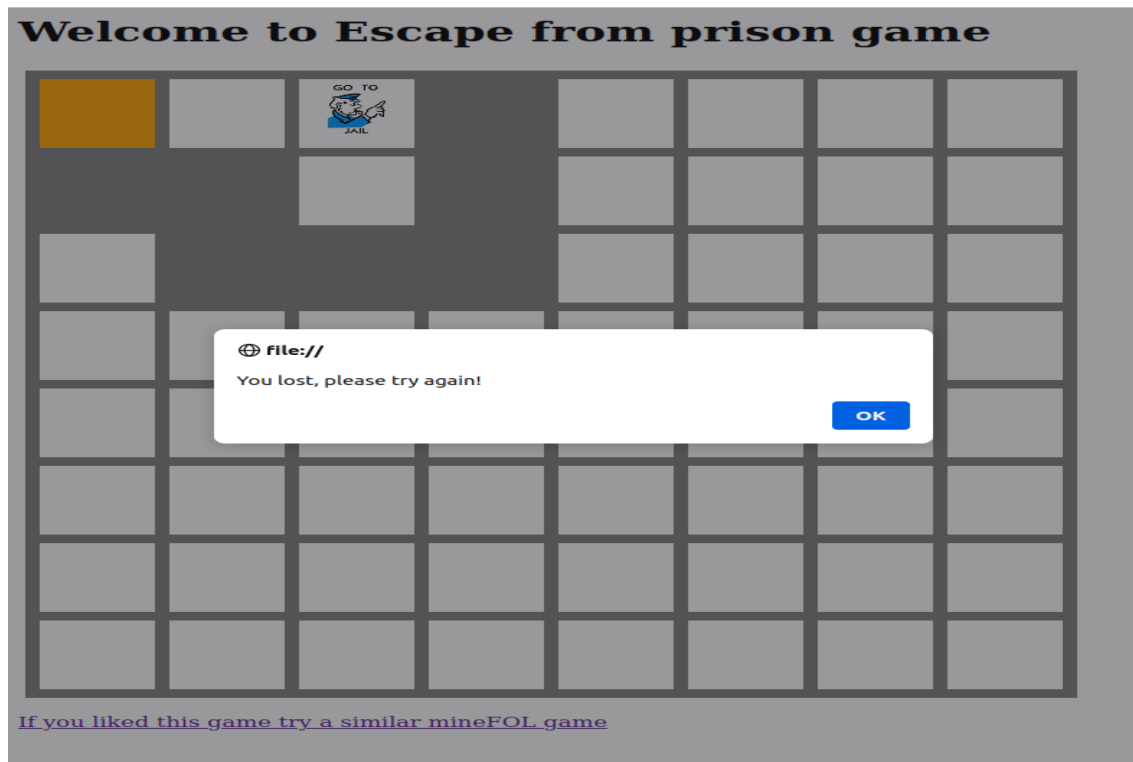 Welcome to Escape from prison game
GO TO
JAIL
file://
You lost, please try again!
OK
If you liked this game try a similar mineFOL game